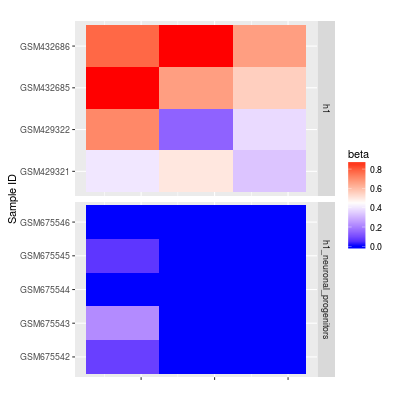 GSM432686
GSM432685
GSM429322
GSM429321
h1
GSM675546
GSM675545
GSM675544
GSM675543
GSM675542
h1_neuronal_progenitors
Sample ID
beta
0.8
0.6
0.4
0.2
0.0